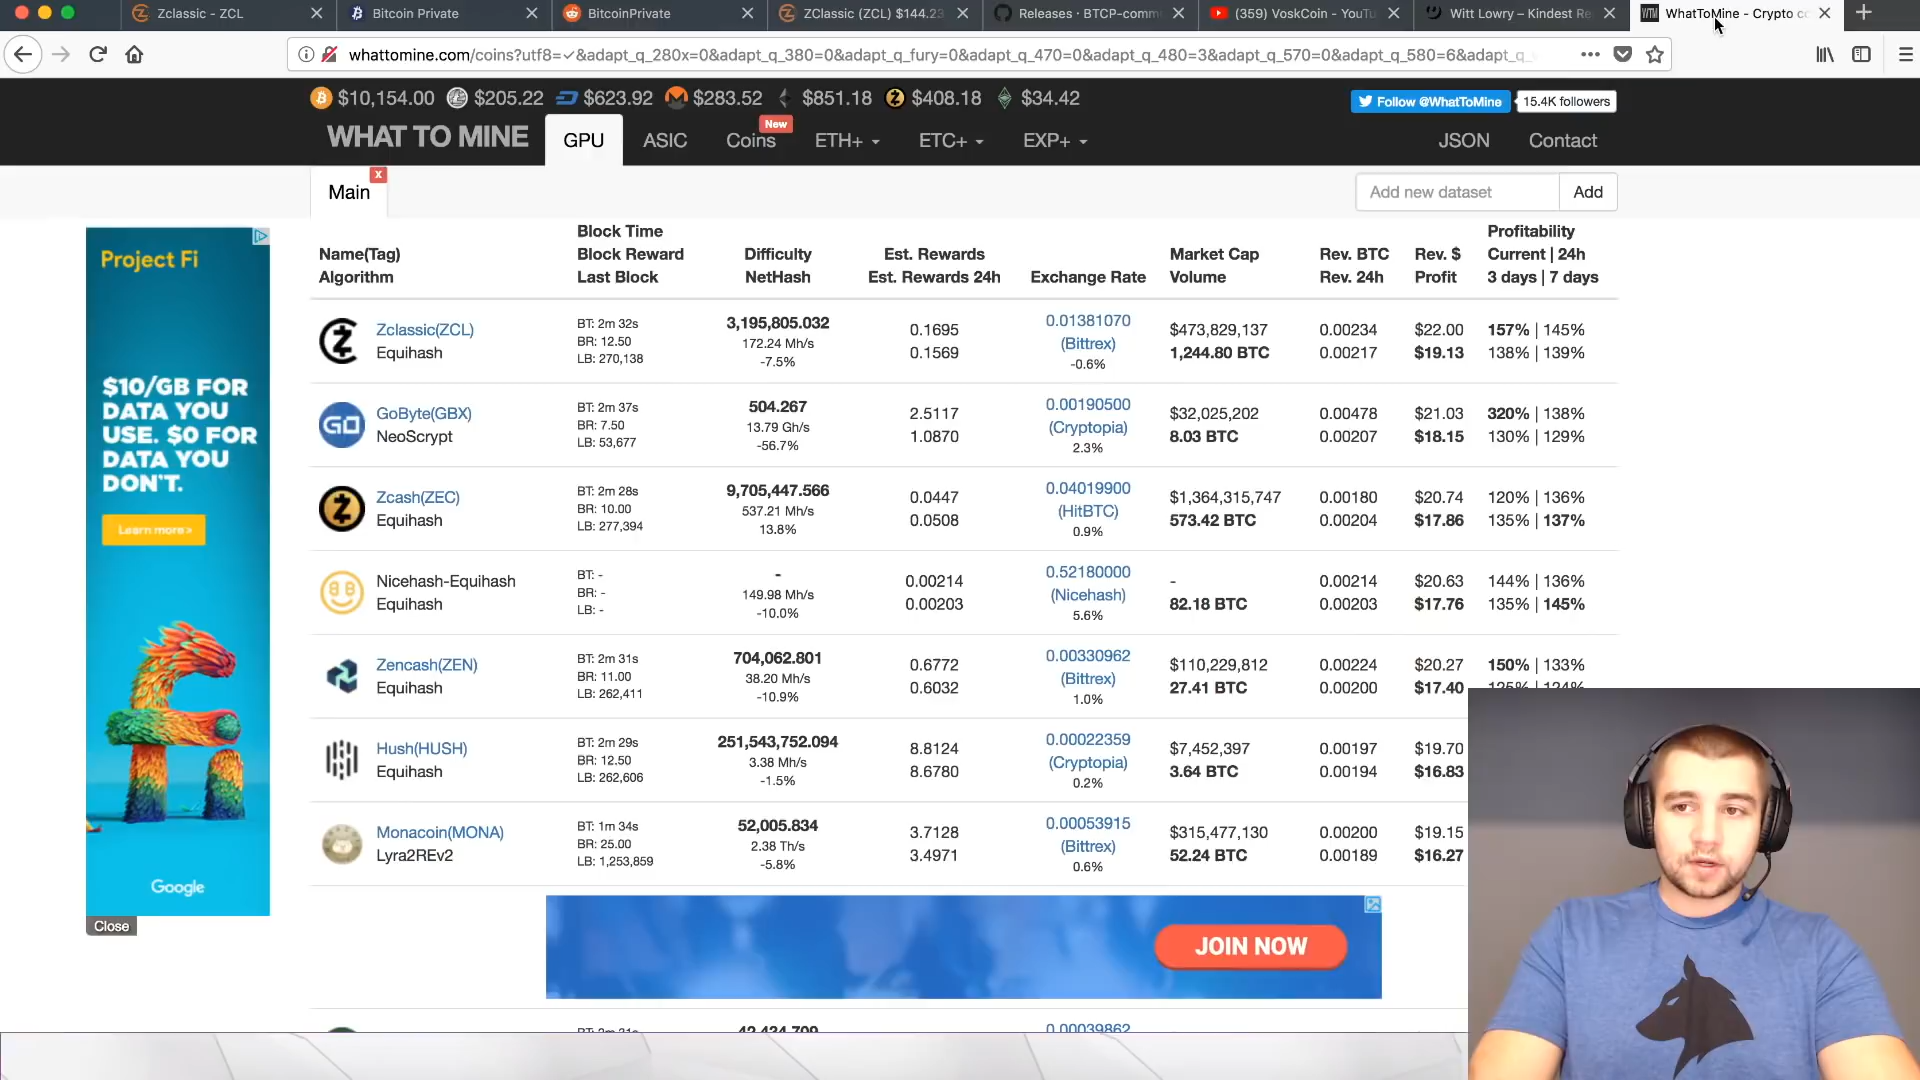 Zclassic - ZCL
Bitcoin Private
BitcoinPrivate
ZClassic (ZCL) $144.23
Releases · BTCP-comm
(359) VoskCoin - YouTu
Witt Lowry – Kindest Re
WhatToMine - Crypto co
whattomine.com/coins?utf8=✓&adapt_q_280x=0&adapt_q_380=0&adapt_q_fury=0&adapt_q_470=0&adapt_q_480=3&adapt_q_570=0&adapt_q_580=6&adapt_q_
$10,154.00 $205.22 $623.92 $283.52 $851.18 $408.18 $34.42
Follow @WhatToMine 15.4K followers
WHAT TO MINE GPU ASIC Coins New ETH+ ETC+ EXP+ JSON Contact
Main x
Add new dataset Add
Name(Tag)
Algorithm
Block Time
Block Reward
Last Block
Difficulty
NetHash
Est. Rewards
Est. Rewards 24h
Exchange Rate
Market Cap
Volume
Rev. BTC
Rev. 24h
Rev. $
Profit
Profitability
Current | 24h
3 days | 7 days
Zclassic(ZCL)
Equihash
BT: 2m 32s
BR: 12.50
LB: 270,138
3,195,805.032
172.24 Mh/s
-7.5%
0.1695
0.1569
0.01381070
(Bittrex)
-0.6%
$473,829,137
1,244.80 BTC
0.00234
0.00217
$22.00
$19.13
157% | 145%
138% | 139%
GO
GoByte(GBX)
NeoScrypt
BT: 2m 37s
BR: 7.50
LB: 53,677
504.267
13.79 Gh/s
-56.7%
2.5117
1.0870
0.00190500
(Cryptopia)
2.3%
$32,025,202
8.03 BTC
0.00478
0.00207
$21.03
$18.15
320% | 138%
130% | 129%
Zcash(ZEC)
Equihash
BT: 2m 28s
BR: 10.00
LB: 277,394
9,705,447.566
537.21 Mh/s
13.8%
0.0447
0.0508
0.04019900
(HitBTC)
0.9%
$1,364,315,747
573.42 BTC
0.00180
0.00204
$20.74
$17.86
120% | 136%
135% | 137%
Nicehash-Equihash
Equihash
BT: -
BR: -
LB: -
-
149.98 Mh/s
-10.0%
0.00214
0.00203
0.52180000
(Nicehash)
5.6%
-
82.18 BTC
0.00214
0.00203
$20.63
$17.76
144% | 136%
135% | 145%
Zencash(ZEN)
Equihash
BT: 2m 31s
BR: 11.00
LB: 262,411
704,062.801
38.20 Mh/s
-10.9%
0.6772
0.6032
0.00330962
(Bittrex)
1.0%
$110,229,812
27.41 BTC
0.00224
0.00200
$20.27
$17.40
150% | 133%
Hush(HUSH)
Equihash
BT: 2m 29s
BR: 12.50
LB: 262,606
251,543,752.094
3.38 Mh/s
-1.5%
8.8124
8.6780
0.00022359
(Cryptopia)
0.2%
$7,452,397
3.64 BTC
0.00197
0.00194
$19.70
$16.83
Monacoin(MONA)
Lyra2REv2
BT: 1m 34s
BR: 25.00
LB: 1,253,859
52,005.834
2.38 Th/s
-5.8%
3.7128
3.4971
0.00053915
(Bittrex)
0.6%
$315,477,130
52.24 BTC
0.00200
0.00189
$19.15
$16.27
Project Fi
$10/GB FOR
DATA YOU
USE. $0 FOR
DATA YOU
DON'T.
Learn more >
Google
Close
JOIN NOW
BT: 2m 31s
42,434.709
0.00039862